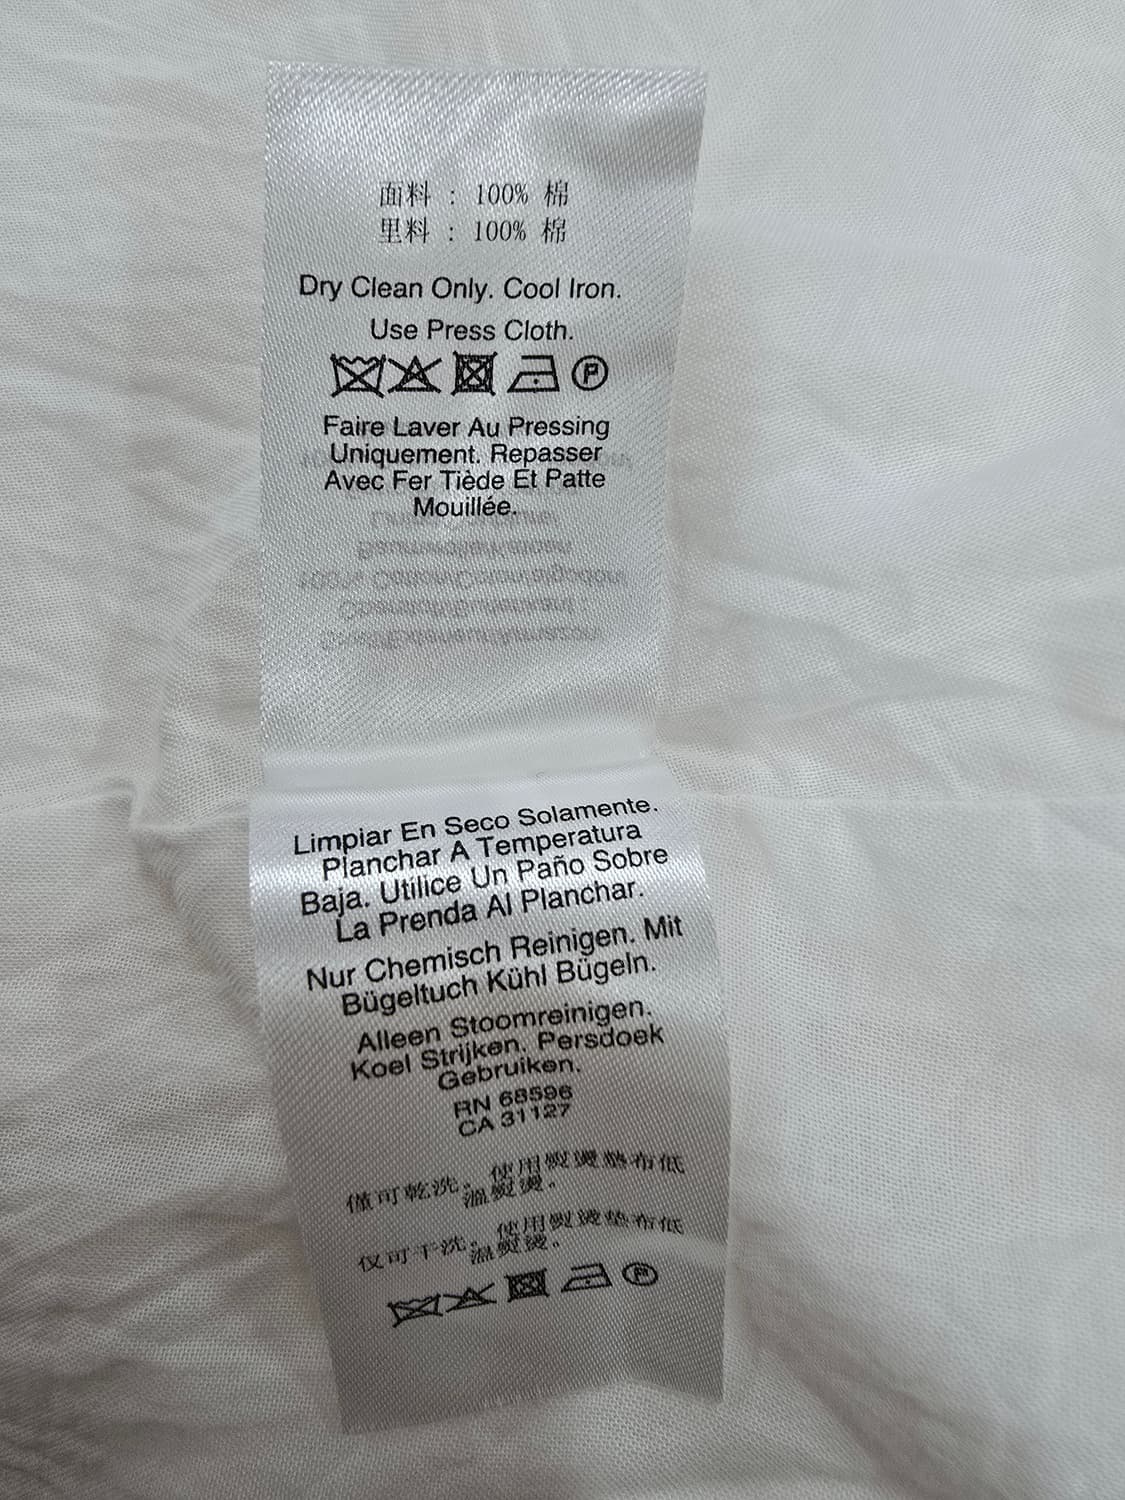 面料 : 100% 棉
里料 : 100% 棉
Dry Clean Only. Cool Iron.
Use Press Cloth.
P
Faire Laver Au Pressing
Uniquement. Repasser
Avec Fer Tiède Et Patte
Mouillée.
Limpiar En Seco Solamente.
Planchar A Temperatura
Baja. Utilice Un Paño Sobre
La Prenda Al Planchar.
Nur Chemisch Reinigen. Mit
Bügeltuch Kühl Bügeln.
Alleen Stoomreinigen.
Koel Strijken. Persdoek
Gebruiken.
RN 68596
CA 31127
僅可乾洗。使用熨燙墊布低
溫熨燙。
仅可干洗。使用熨烫垫布低
温熨烫。
P